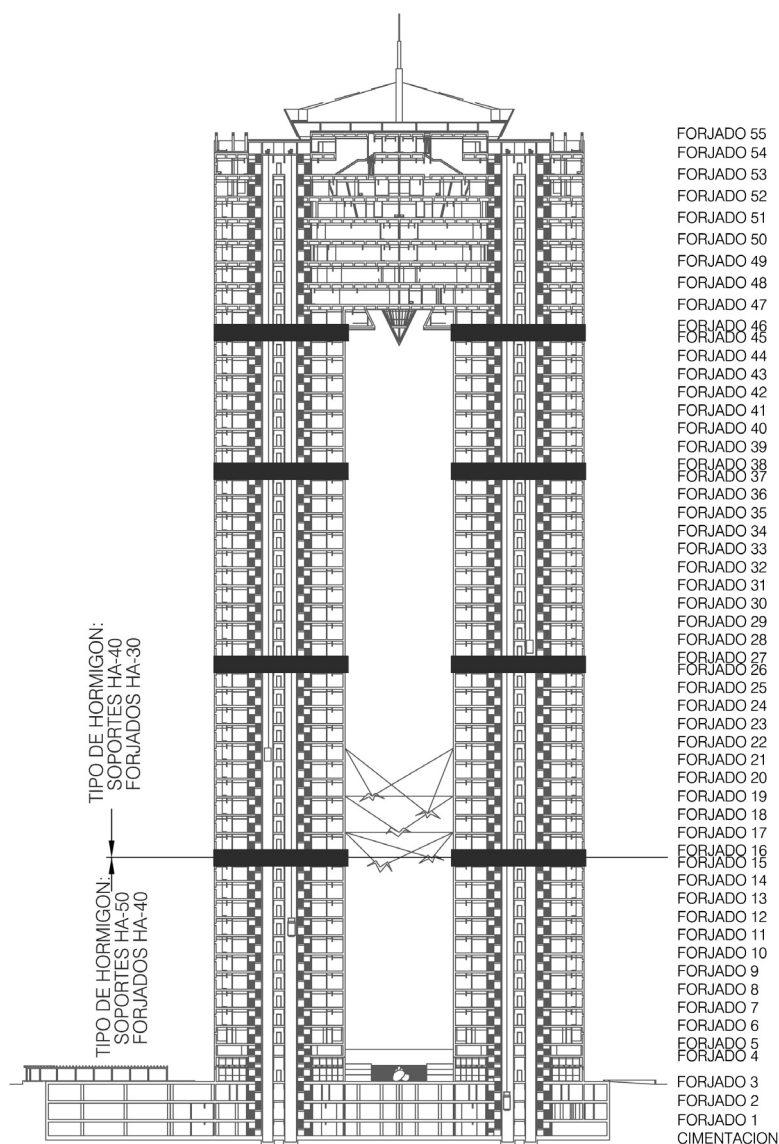 FORJADO 55
FORJADO 54
FORJADO 53
FORJADO 52
FORJADO 51
FORJADO 50
FORJADO 49
FORJADO 48
FORJADO 47
FORJADO 46
FORJADO 45
FORJADO 44
FORJADO 43
FORJADO 42
FORJADO 41
FORJADO 40
FORJADO 39
FORJADO 38
FORJADO 37
FORJADO 36
FORJADO 35
FORJADO 34
FORJADO 33
FORJADO 32
FORJADO 31
FORJADO 30
FORJADO 29
FORJADO 28
FORJADO 27
FORJADO 26
FORJADO 25
FORJADO 24
FORJADO 23
FORJADO 22
FORJADO 21
FORJADO 20
FORJADO 19
FORJADO 18
FORJADO 17
FORJADO 16
FORJADO 15
FORJADO 14
FORJADO 13
FORJADO 12
FORJADO 11
FORJADO 10
FORJADO 9
FORJADO 8
FORJADO 7
FORJADO 6
FORJADO 5
FORJADO 4
FORJADO 3
FORJADO 2
FORJADO 1
CIMENTACION
TIPO DE HORMIGON:
SOPORTES HA-40
FORJADOS HA-30
TIPO DE HORMIGON:
SOPORTES HA-50
FORJADOS HA-40